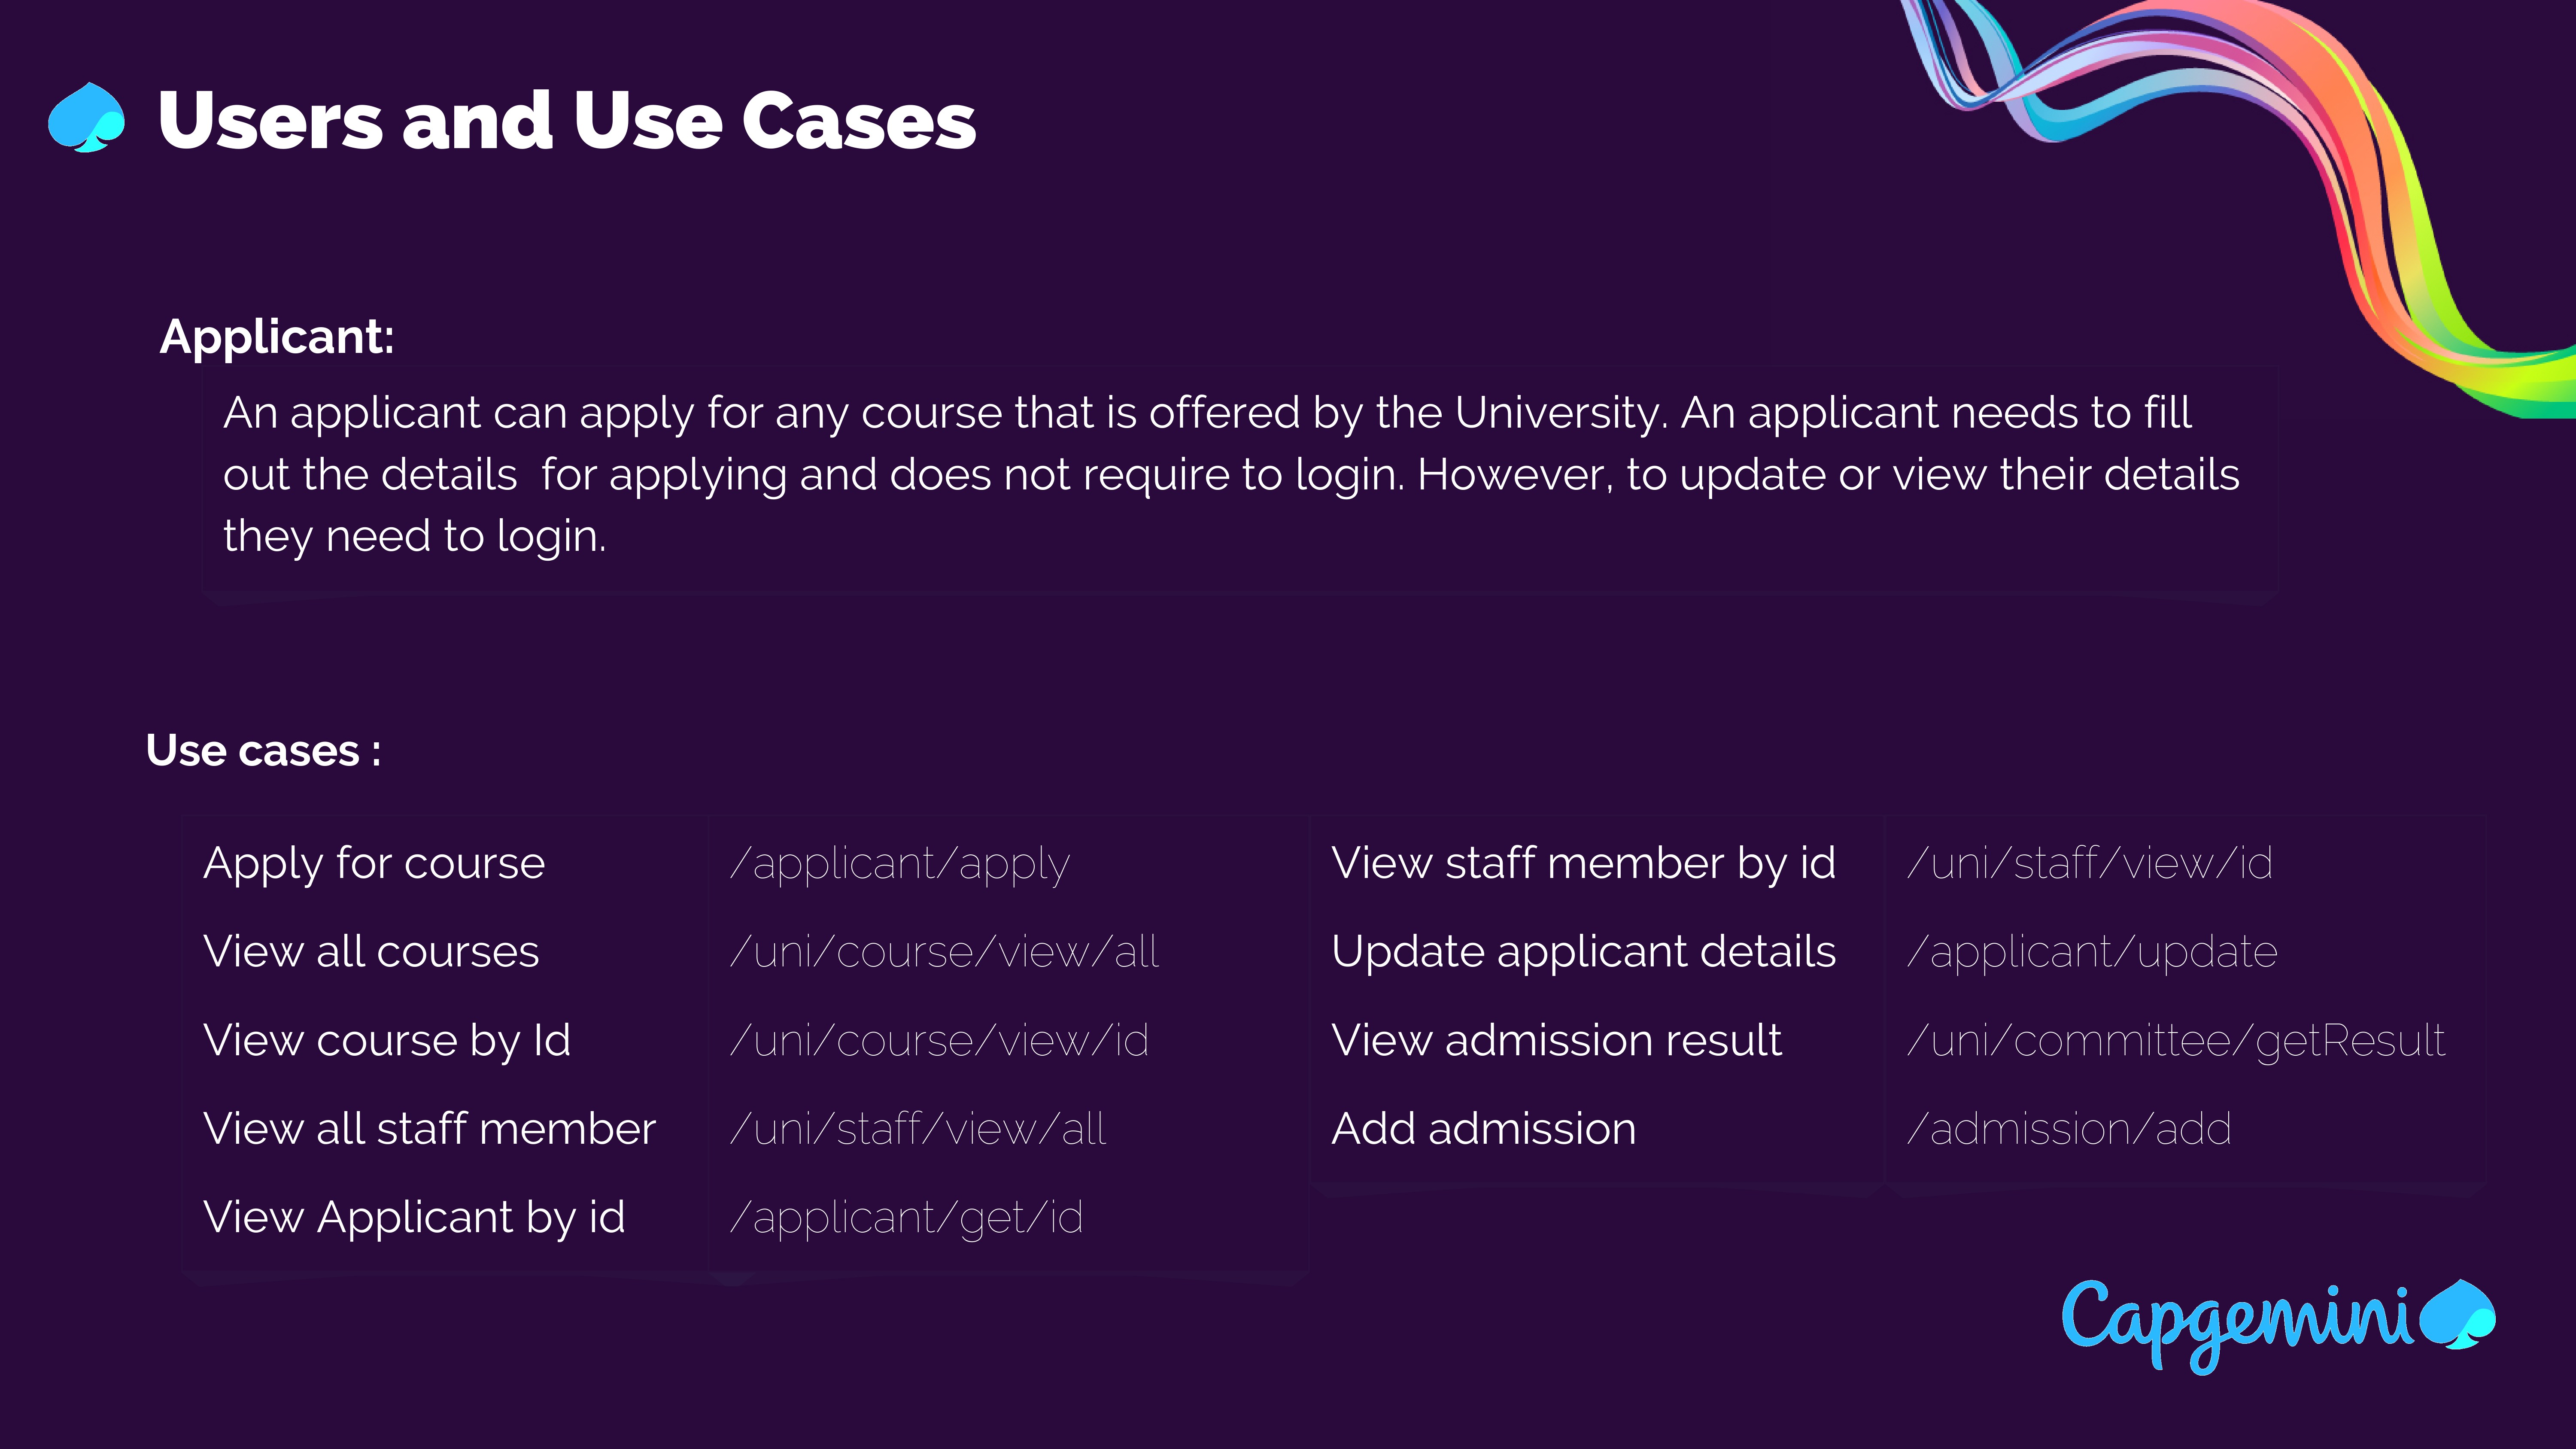 Users and Use Cases
Applicant:
An applicant can apply for any course that is offered by the University. An applicant needs to fill
out the details  for applying and does not require to login. However, to update or view their details
they need to login.
Use cases :
Apply for course
/applicant/apply
View all courses
/uni/course/view/all
View course by Id
/uni/course/view/id
View all staff member
/uni/staff/view/all
View Applicant by id
/applicant/get/id
View staff member by id
/uni/staff/view/id
Update applicant details
/applicant/update
View admission result
/uni/committee/getResult
Add admission
/admission/add
Capgemini